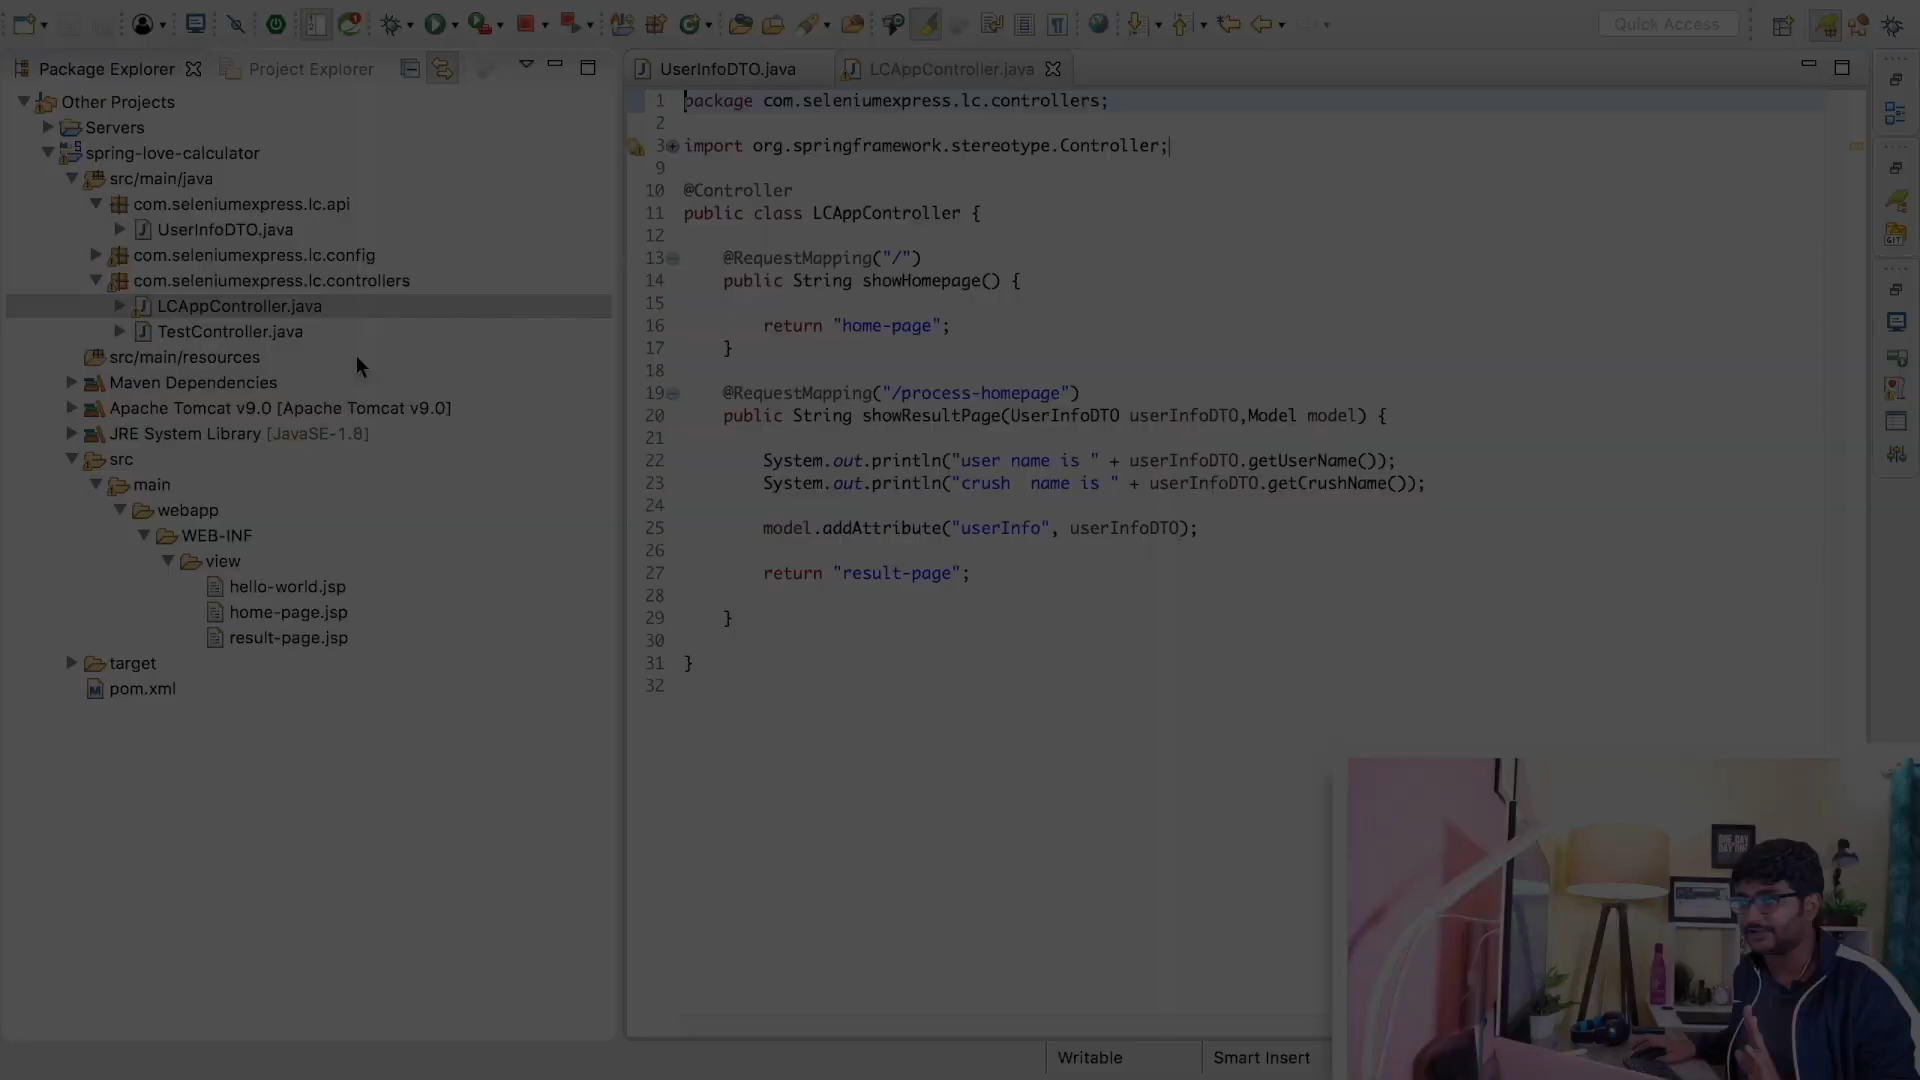 Quick Access
Package Explorer
Project Explorer
Other Projects
Servers
spring-love-calculator
src/main/java
com.seleniumexpress.lc.api
UserInfoDTO.java
com.seleniumexpress.lc.config
com.seleniumexpress.lc.controllers
LCAppController.java
TestController.java
src/main/resources
Maven Dependencies
Apache Tomcat v9.0 [Apache Tomcat v9.0]
JRE System Library [JavaSE-1.8]
src
main
webapp
WEB-INF
view
hello-world.jsp
home-page.jsp
result-page.jsp
target
pom.xml
UserInfoDTO.java
LCAppController.java
1 package com.seleniumexpress.lc.controllers;
2
3 import org.springframework.stereotype.Controller;
9
10 @Controller
11 public class LCAppController {
12
13 @RequestMapping("/")
14 public String showHomepage() {
15
16 return "home-page";
17 }
18
19 @RequestMapping("/process-homepage")
20 public String showResultPage(UserInfoDTO userInfoDTO,Model model) {
21
22 System.out.println("user name is " + userInfoDTO.getUserName());
23 System.out.println("crush  name is " + userInfoDTO.getCrushName());
24
25 model.addAttribute("userInfo", userInfoDTO);
26
27 return "result-page";
28
29 }
30
31 }
32
GIT
Writable
Smart Insert